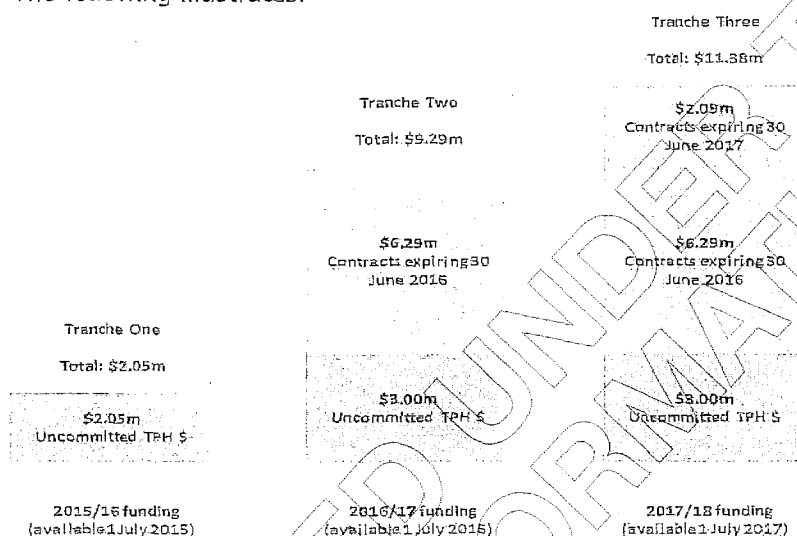 The following illustrates:
Tranche Three
Total: $11.38m
Tranche Two
Total: $9.29m
$2.09m
Contracts expiring 30
June 2017
$6.29m
Contracts expiring 30
June 2016
$6.29m
Contracts expiring 30
June 2016
Tranche One
Total: $2.05m
$2.05m
Uncommitted TPH $
$3.00m
Uncommitted TPH $
$3.00m
Uncommitted TPH $
2015/16 funding
(available 1 July 2015)
2016/17 funding
(available 1 July 2016)
2017/18 funding
(available 1 July 2017)
UNDER